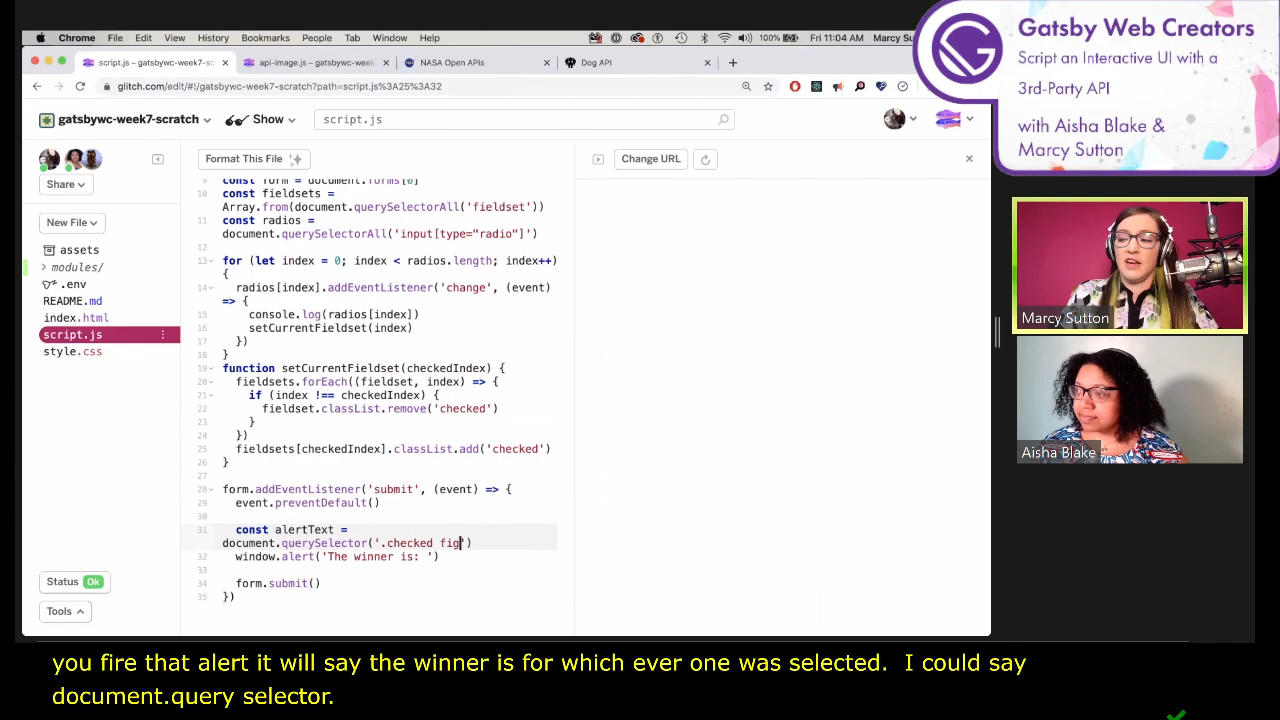 Chrome File Edit View History Bookmarks People Tab Window Help 100% Fri 11:04 AM Marcy Su
script.js – gatsbywc-week7-sc × api-image.js – gatsbywc-week7 × NASA Open APIs × Dog API × +
glitch.com/edit/#!/gatsbywc-week7-scratch?path=script.js%3A25%3A32
gatsbywc-week7-scratch Show script.js
Share
New File
assets
modules/
.env
README.md
index.html
script.js
style.css
Status Ok
Tools
Format This File
9 const form = document.forms[0]
10 const fieldsets =
Array.from(document.querySelectorAll('fieldset'))
11 const radios =
document.querySelectorAll('input[type="radio"]')
12
13 for (let index = 0; index < radios.length; index++)
{
14 radios[index].addEventListener('change', (event)
=> {
15 console.log(radios[index])
16 setCurrentFieldset(index)
17 })
18 }
19 function setCurrentFieldset(checkedIndex) {
20 fieldsets.forEach((fieldset, index) => {
21 if (index !== checkedIndex) {
22 fieldset.classList.remove('checked')
23 }
24 })
25 fieldsets[checkedIndex].classList.add('checked')
26 }
27
28 form.addEventListener('submit', (event) => {
29 event.preventDefault()
30
31 const alertText =
document.querySelector('.checked fig')
32 window.alert('The winner is: ')
33
34 form.submit()
35 })
Change URL
Gatsby Web Creators
Script an Interactive UI with a
3rd-Party API
with Aisha Blake &
Marcy Sutton
Marcy Sutton
Aisha Blake
you fire that alert it will say the winner is for which ever one was selected. I could say
document.query selector.